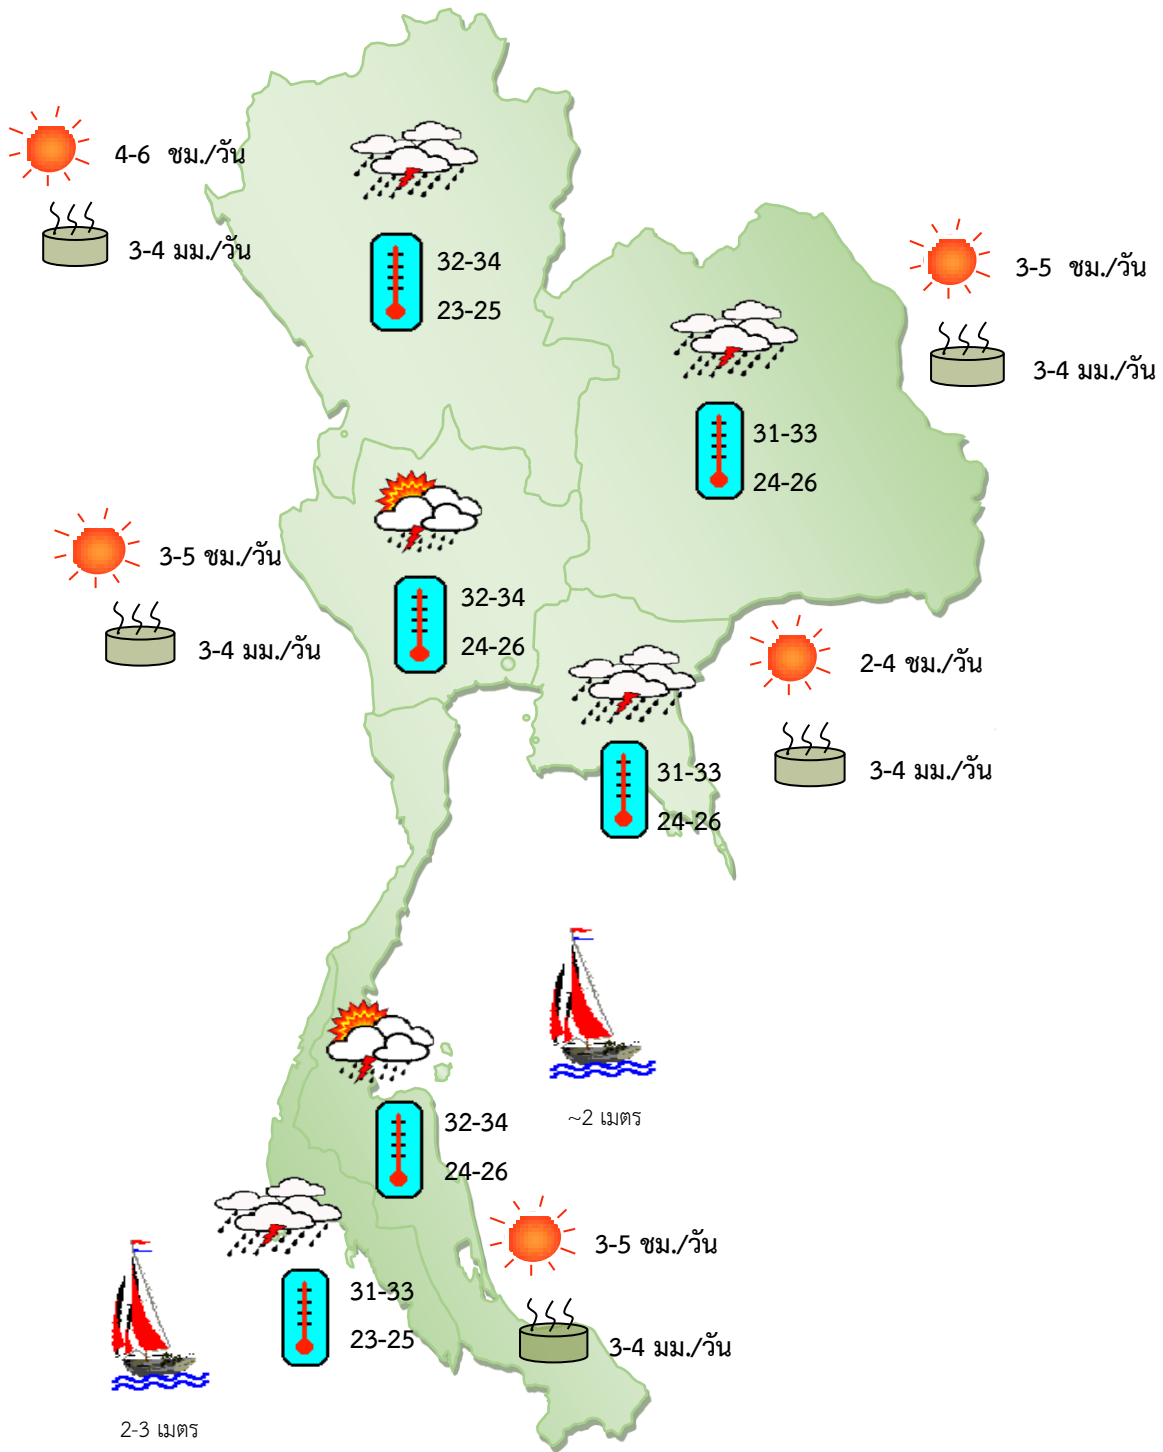 4-6 ชม./วัน
3-4 มม./วัน
32-34
23-25
3-5 ชม./วัน
3-4 มม./วัน
31-33
24-26
3-5 ชม./วัน
3-4 มม./วัน
32-34
24-26
2-4 ชม./วัน
3-4 มม./วัน
31-33
24-26
~2 เมตร
32-34
24-26
3-5 ชม./วัน
3-4 มม./วัน
31-33
23-25
2-3 เมตร